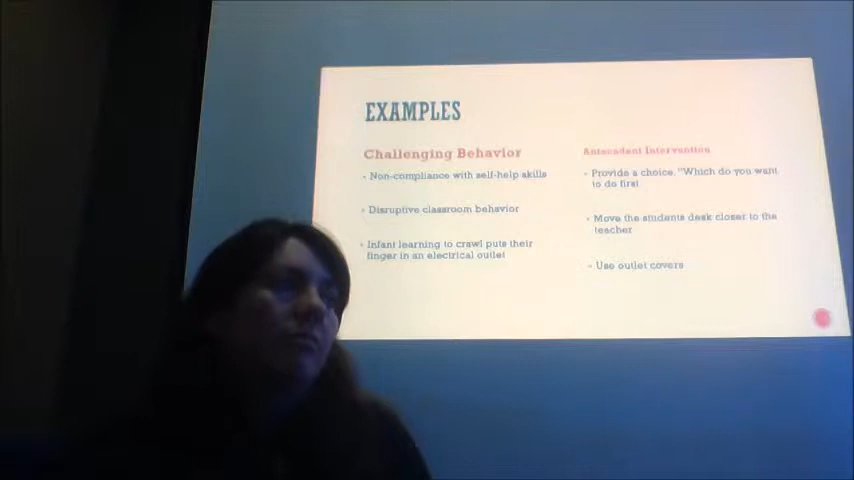 EXAMPLES
Challenging Behavior
- Non-compliance with self-help skills
- Disruptive classroom behavior
- Infant learning to crawl puts their
finger in an electrical outlet
Antecedent Intervention
- Provide a choice. "Which do you want
to do first
- Move the students desk closer to the
teacher
- Use outlet covers